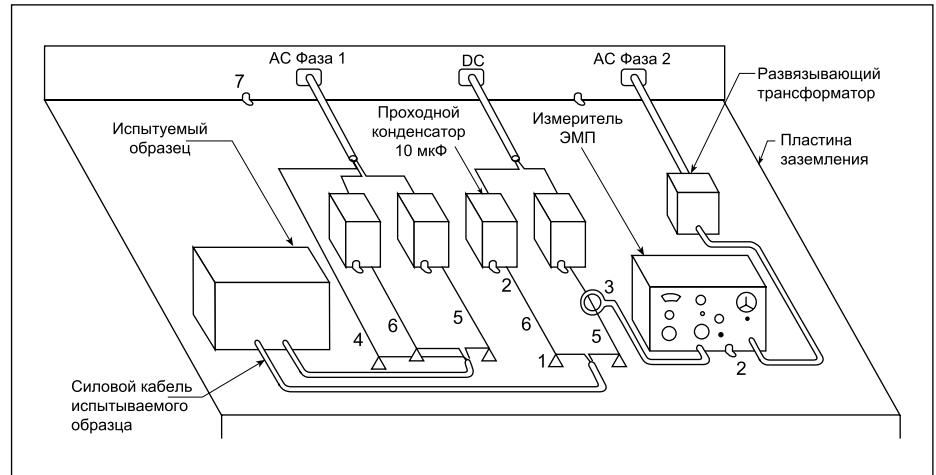 АС Фаза 1
DC
АС Фаза 2
7
Развязывающий
трансформатор
Испытуемый
образец
Проходной
конденсатор
10 мкФ
Измеритель
ЭМП
Пластина
заземления
2
3
4
6
5
6
5
1
2
Силовой кабель
испытываемого
образца